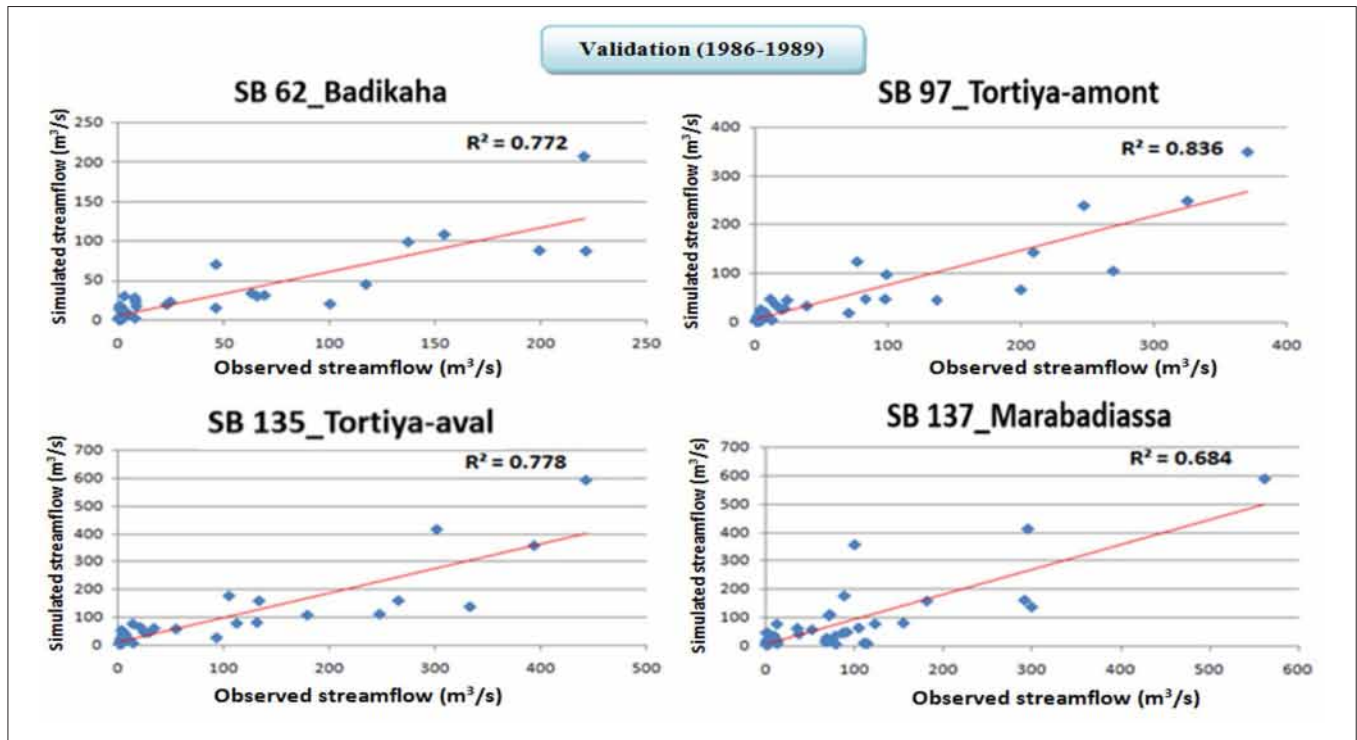 Validation (1986-1989)
SB 62_Badikaha
Simulated streamflow (m³/s)
250
200
150
100
50
0
R² = 0.772
0 50 100 150 200 250
Observed streamflow (m³/s)
SB 97_Tortiya-amont
Simulated streamflow (m³/s)
400
300
200
100
0
R² = 0.836
0 100 200 300 400
Observed streamflow (m³/s)
SB 135_Tortiya-aval
Simulated streamflow (m³/s)
700
600
500
400
300
200
100
0
R² = 0.778
0 100 200 300 400 500
Observed streamflow (m³/s)
SB 137_Marabadiassa
Simulated streamflow (m³/s)
700
600
500
400
300
200
100
0
R² = 0.684
0 100 200 300 400 500 600
Observed streamflow (m³/s)